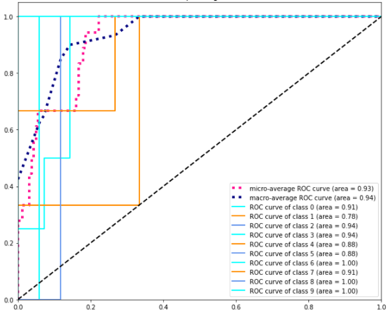 1.0
0.8
0.6
0.4
0.2
0.0
0.0 0.2 0.4 0.6 0.8 1.0
micro-average ROC curve (area = 0.93)
macro-average ROC curve (area = 0.94)
ROC curve of class 0 (area = 0.91)
ROC curve of class 1 (area = 0.78)
ROC curve of class 2 (area = 0.94)
ROC curve of class 3 (area = 0.94)
ROC curve of class 4 (area = 0.88)
ROC curve of class 5 (area = 0.88)
ROC curve of class 6 (area = 1.00)
ROC curve of class 7 (area = 0.91)
ROC curve of class 8 (area = 1.00)
ROC curve of class 9 (area = 1.00)